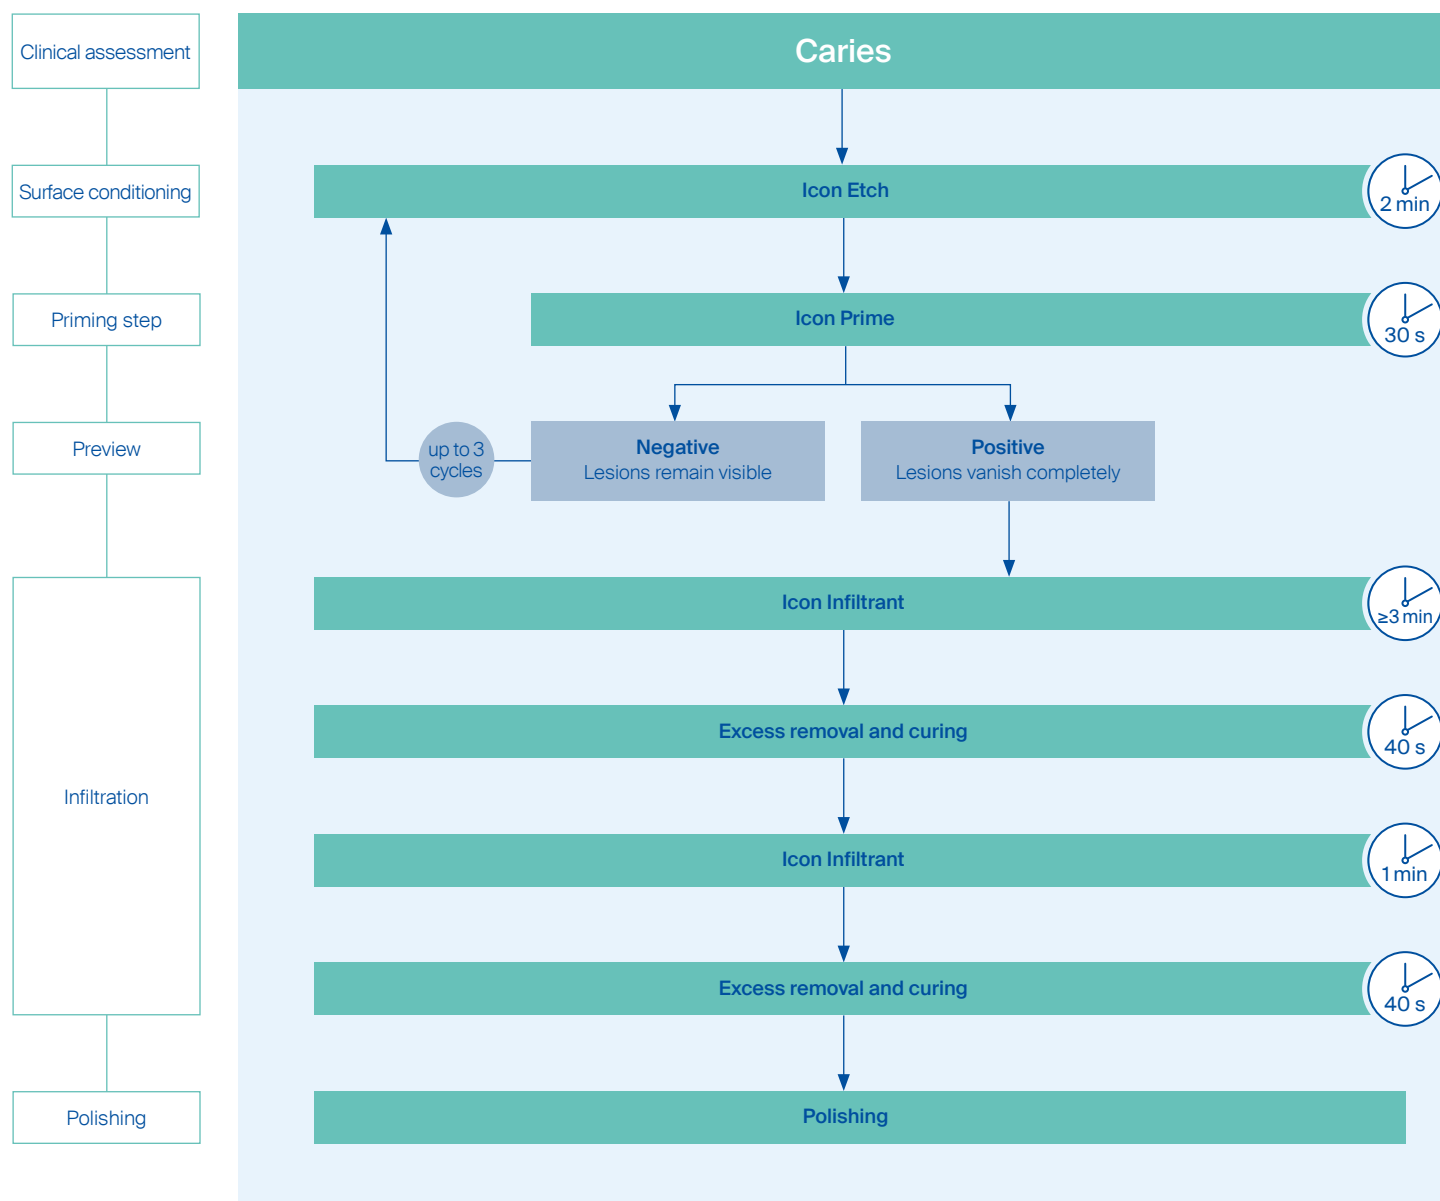 Clinical assessment
Caries
Surface conditioning
Icon Etch
2 min
Priming step
Icon Prime
30 s
Preview
up to 3
cycles
Negative
Lesions remain visible
Positive
Lesions vanish completely
Infiltration
Icon Infiltrant
≥3 min
Excess removal and curing
40 s
Icon Infiltrant
1 min
Excess removal and curing
40 s
Polishing
Polishing